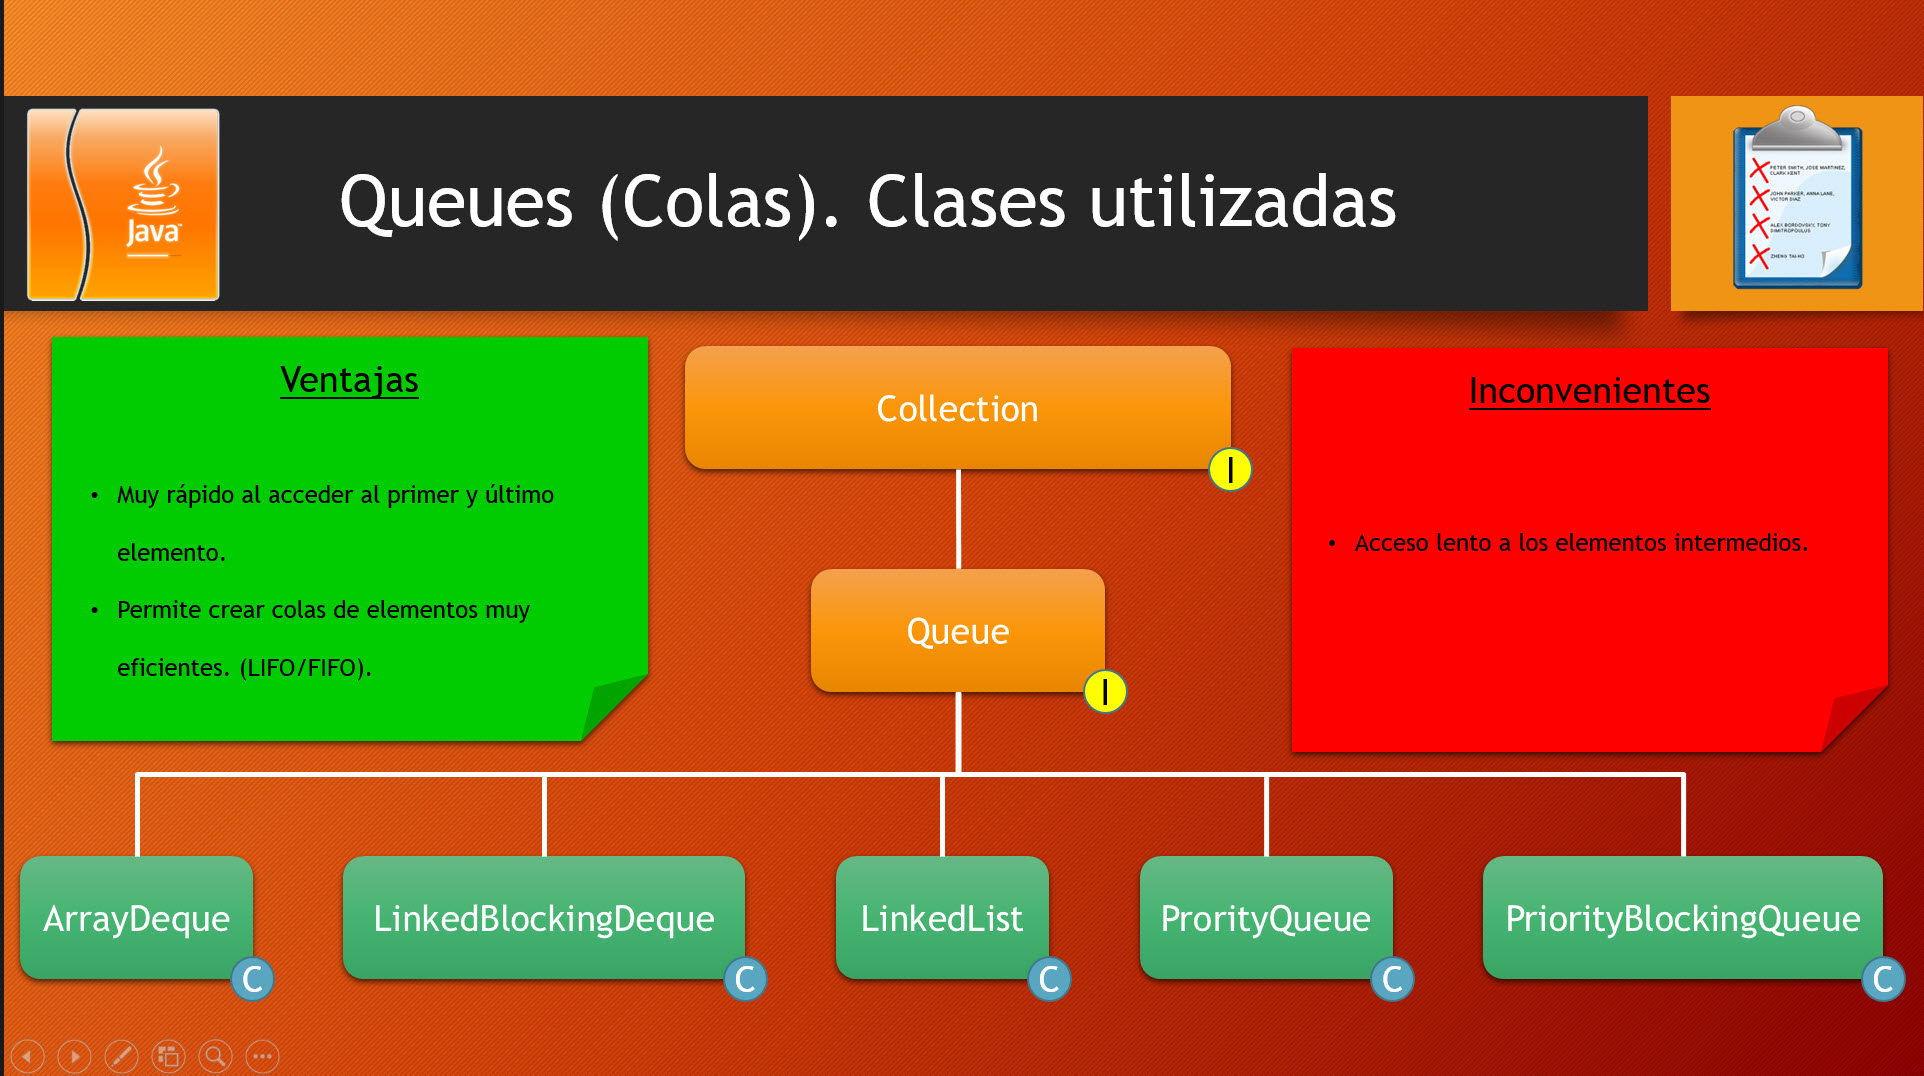 Java
Queues (Colas). Clases utilizadas
PETER SMITH, JOSE MARTINEZ,
CLARK KENT
JOHN PARKER, ANNA LANE,
VICTOR DIAZ
ALEX BORDOVSKY, TONY
DIMITROPOULUS
ZHENG TAI-HO
Ventajas
• Muy rápido al acceder al primer y último
elemento.
• Permite crear colas de elementos muy
eficientes. (LIFO/FIFO).
Collection
I
Queue
I
Inconvenientes
• Acceso lento a los elementos intermedios.
ArrayDeque
C
LinkedBlockingDeque
C
LinkedList
C
ProrityQueue
C
PriorityBlockingQueue
C